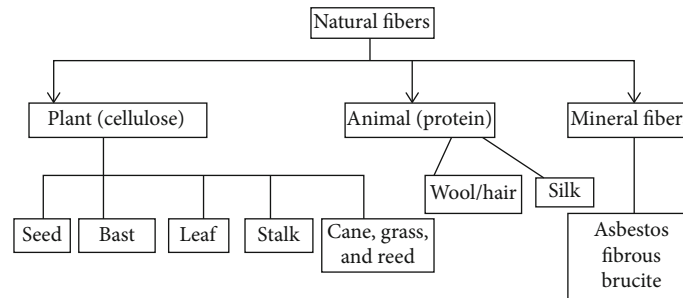 Natural fibers
Plant (cellulose)
Animal (protein)
Mineral fiber
Seed
Bast
Leaf
Stalk
Cane, grass,
and reed
Wool/hair
Silk
Asbestos
fibrous
brucite